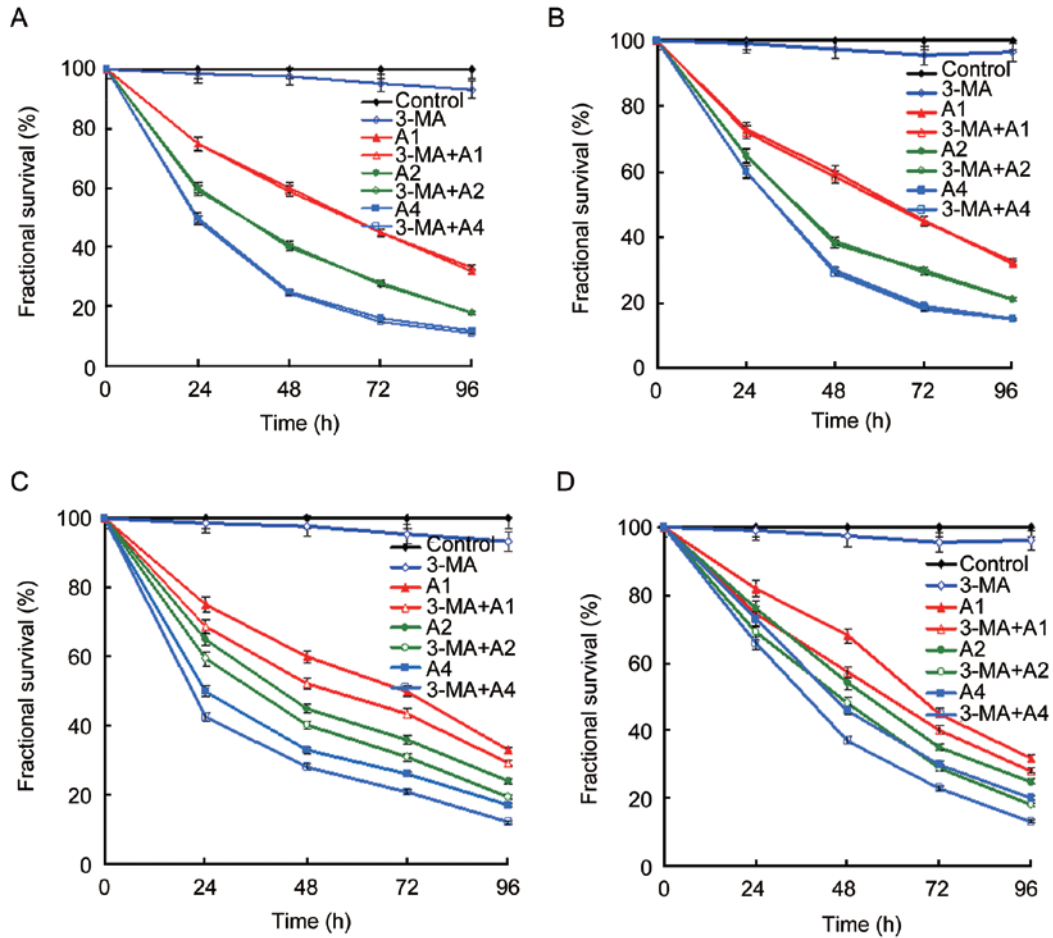 A
Fractional survival (%)
100
80
60
40
20
0
0 24 48 72 96
Time (h)
Control
3-MA
A1
3-MA+A1
A2
3-MA+A2
A4
3-MA+A4
B
Fractional survival (%)
100
80
60
40
20
0
0 24 48 72 96
Time (h)
Control
3-MA
A1
3-MA+A1
A2
3-MA+A2
A4
3-MA+A4
C
Fractional survival (%)
100
80
60
40
20
0
0 24 48 72 96
Time (h)
Control
3-MA
A1
3-MA+A1
A2
3-MA+A2
A4
3-MA+A4
D
Fractional survival (%)
100
80
60
40
20
0
0 24 48 72 96
Time (h)
Control
3-MA
A1
3-MA+A1
A2
3-MA+A2
A4
3-MA+A4